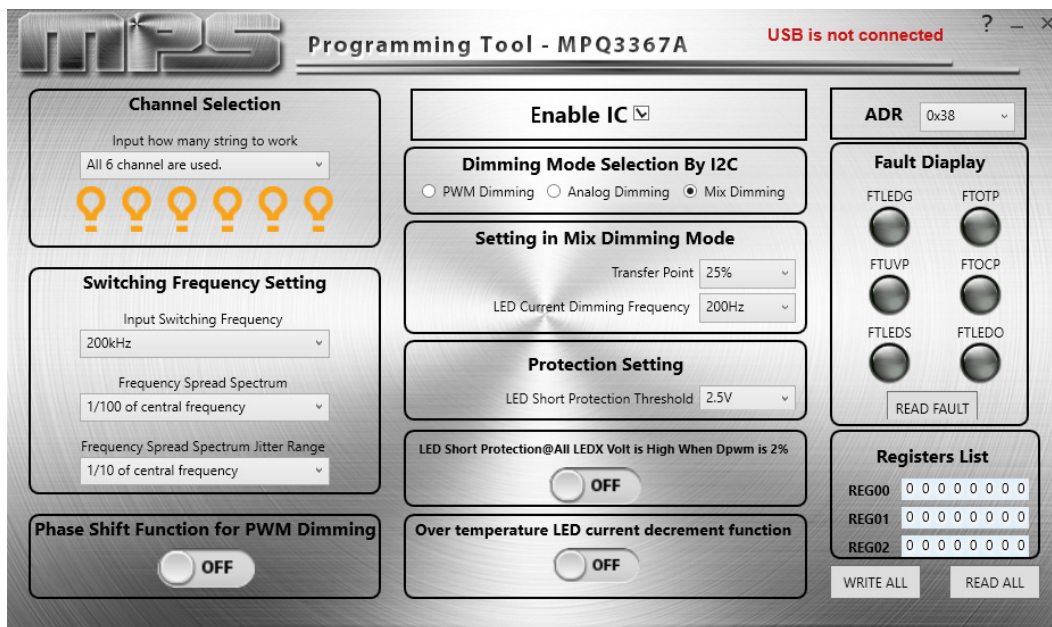 MPS
Programming Tool - MPQ3367A
USB is not connected
?
Channel Selection
Input how many string to work
All 6 channel are used.
Switching Frequency Setting
Input Switching Frequency
200kHz
Frequency Spread Spectrum
1/100 of central frequency
Frequency Spread Spectrum Jitter Range
1/10 of central frequency
Phase Shift Function for PWM Dimming
OFF
Enable IC
Dimming Mode Selection By I2C
PWM Dimming Analog Dimming Mix Dimming
Setting in Mix Dimming Mode
Transfer Point 25%
LED Current Dimming Frequency 200Hz
Protection Setting
LED Short Protection Threshold 2.5V
LED Short Protection@All LEDX Volt is High When Dpwm is 2%
OFF
Over temperature LED current decrement function
OFF
ADR 0x38
Fault Diaplay
FTLEDG FTOTP
FTUVP FTOCP
FTLEDS FTLEDO
READ FAULT
Registers List
REG00 0 0 0 0 0 0 0 0
REG01 0 0 0 0 0 0 0 0
REG02 0 0 0 0 0 0 0 0
WRITE ALL READ ALL